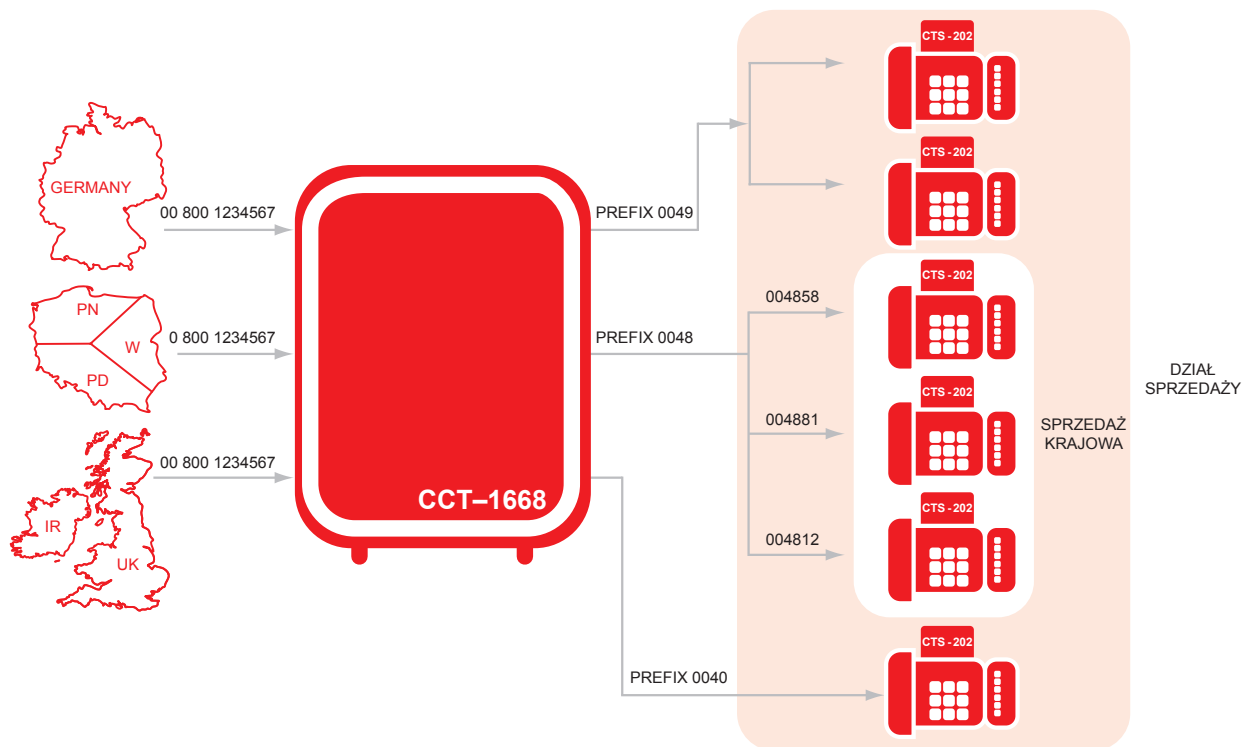 GERMANY
00 800 1234567
PN
W
PD
0 800 1234567
IR
UK
00 800 1234567
CCT–1668
PREFIX 0049
PREFIX 0048
PREFIX 0040
004858
004881
004812
CTS - 202
CTS - 202
CTS - 202
CTS - 202
CTS - 202
CTS - 202
SPRZEDAŻ
KRAJOWA
DZIAŁ
SPRZEDAŻY